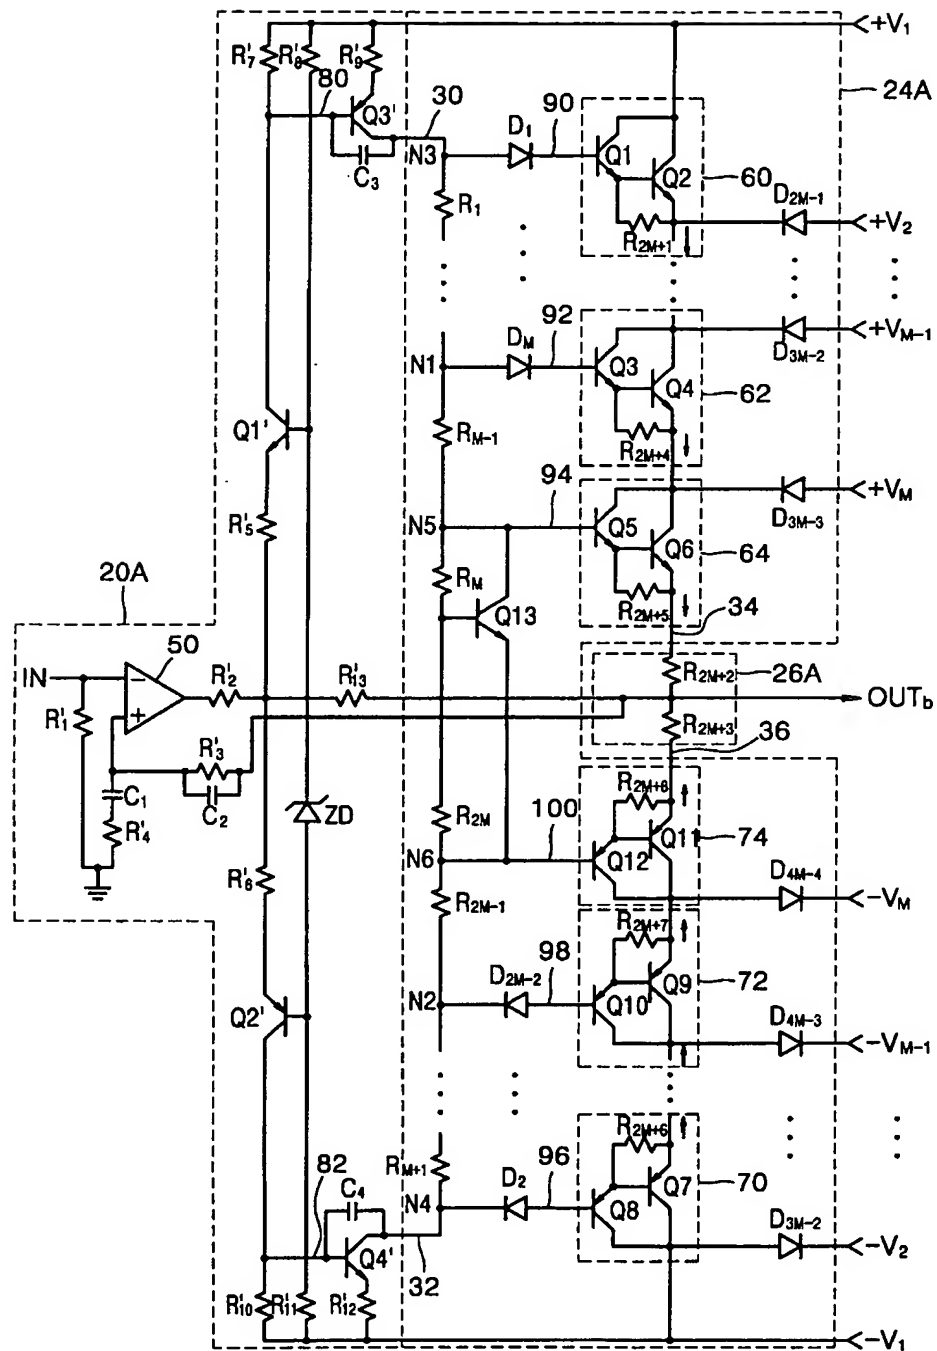 +V1
24A
R'7 R'8 R'9
80
Q3'
30
D1
90
Q1
Q2
60
N3
C3
R1
R2M+1
D2M-1
+V2
92
DM
+VM-1
D3M-2
N1
Q3
Q4
62
RM-1
R2M+4
Q1'
94
+VM
D3M-3
N5
Q5
Q6
64
R'5
RM
Q13
R2M+5
34
20A
50
IN
R'2
R'13
R2M+2
26A
OUTb
R'1
R'3
R2M+3
36
C1
C2
R'4
ZD
R2M
R2M+8
100
Q11
74
N6
Q12
D4M-4
-VM
R'6
R2M-1
R2M+7
D2M-2
98
Q9
72
N2
Q10
Q2'
D4M-3
-VM-1
R2M+6
82
RM+1
D2
96
Q7
70
C4
N4
Q8
D3M-2
-V2
Q4'
32
R'10 R'11 R'12
-V1